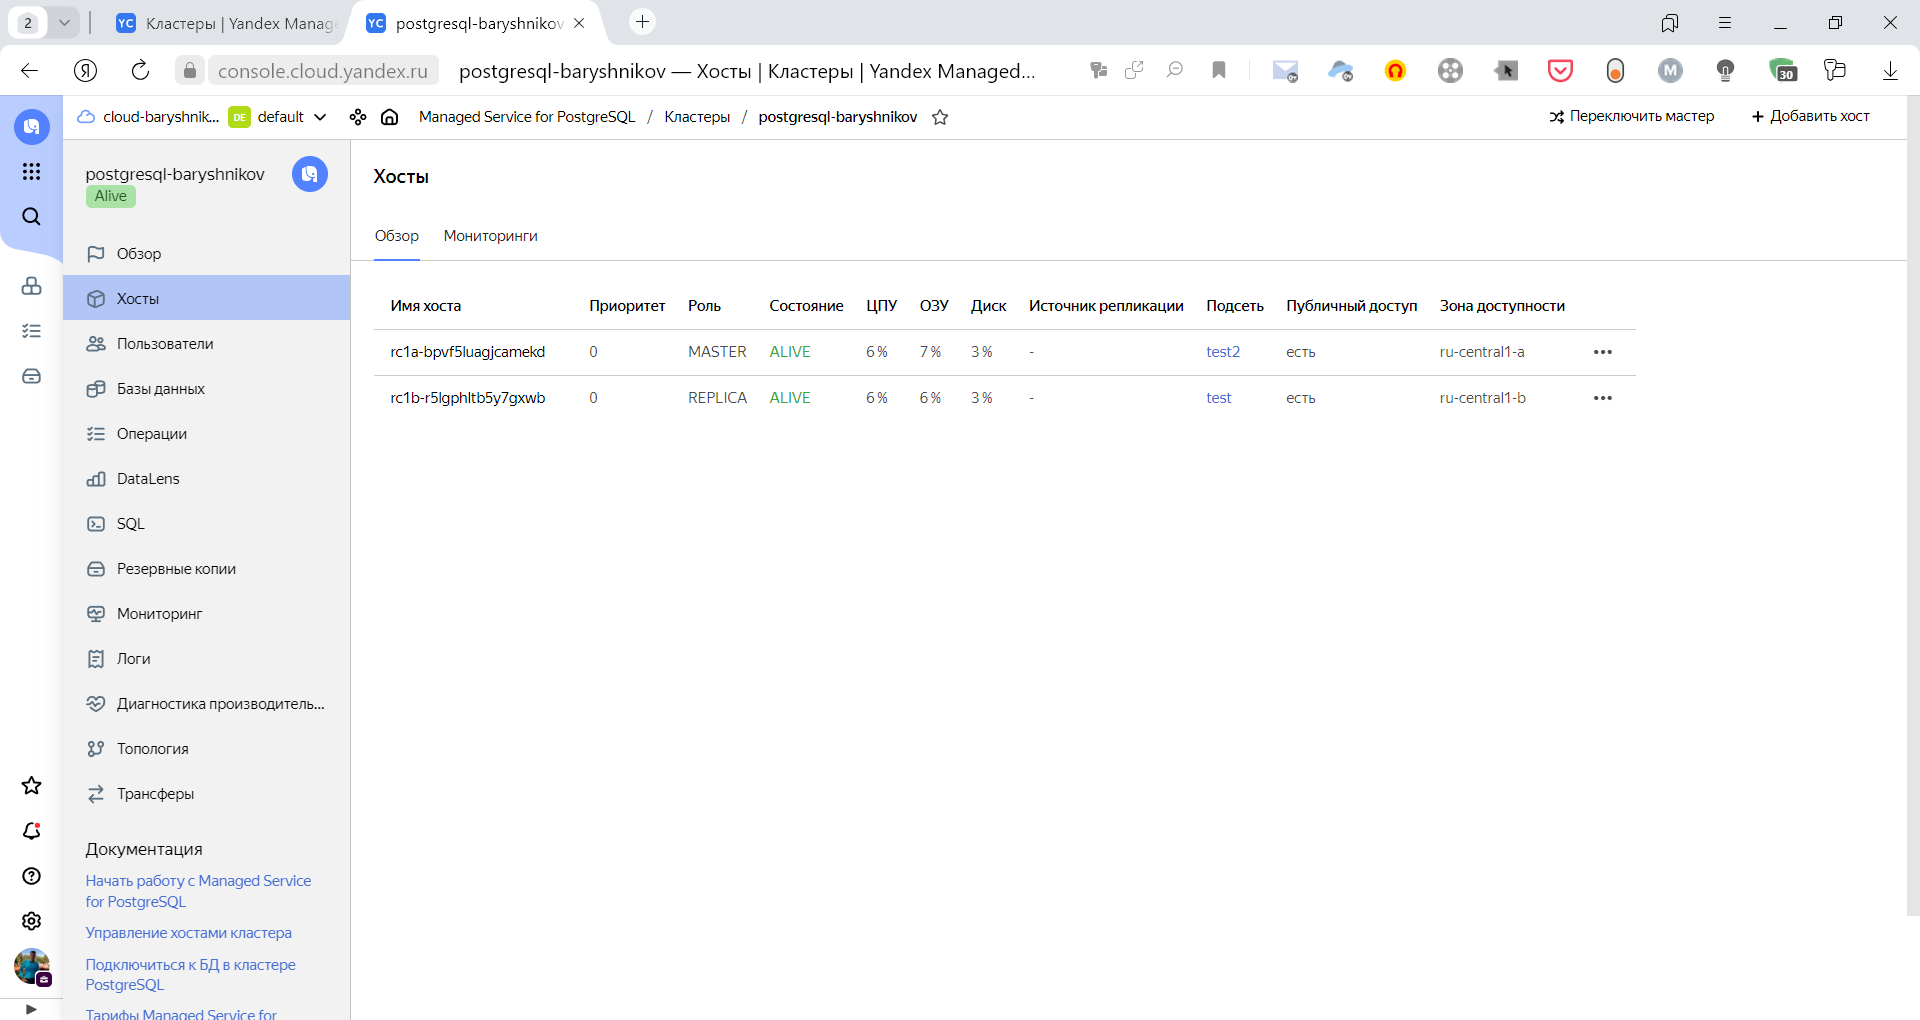 2
YC Кластеры | Yandex Manag
YC postgresql-baryshnikov
console.cloud.yandex.ru postgresql-baryshnikov — Хосты | Кластеры | Yandex Managed... M 30
cloud-baryshnik... DE default Managed Service for PostgreSQL / Кластеры / postgresql-baryshnikov Переключить мастер + Добавить хост
postgresql-baryshnikov
Alive
Обзор
Хосты
Пользователи
Базы данных
Операции
DataLens
SQL
Резервные копии
Мониторинг
Логи
Диагностика производитель...
Топология
Трансферы
Документация
Начать работу с Managed Service
for PostgreSQL
Управление хостами кластера
Подключиться к БД в кластере
PostgreSQL
Тарифы Managed Service for
Хосты
Обзор Мониторинги
Имя хоста Приоритет Роль Состояние ЦПУ ОЗУ Диск Источник репликации Подсеть Публичный доступ Зона доступности
rc1a-bpvf5luagjcamekd 0 MASTER ALIVE 6 % 7 % 3 % - test2 есть ru-central1-a
rc1b-r5lgphltb5y7gxwb 0 REPLICA ALIVE 6 % 6 % 3 % - test есть ru-central1-b